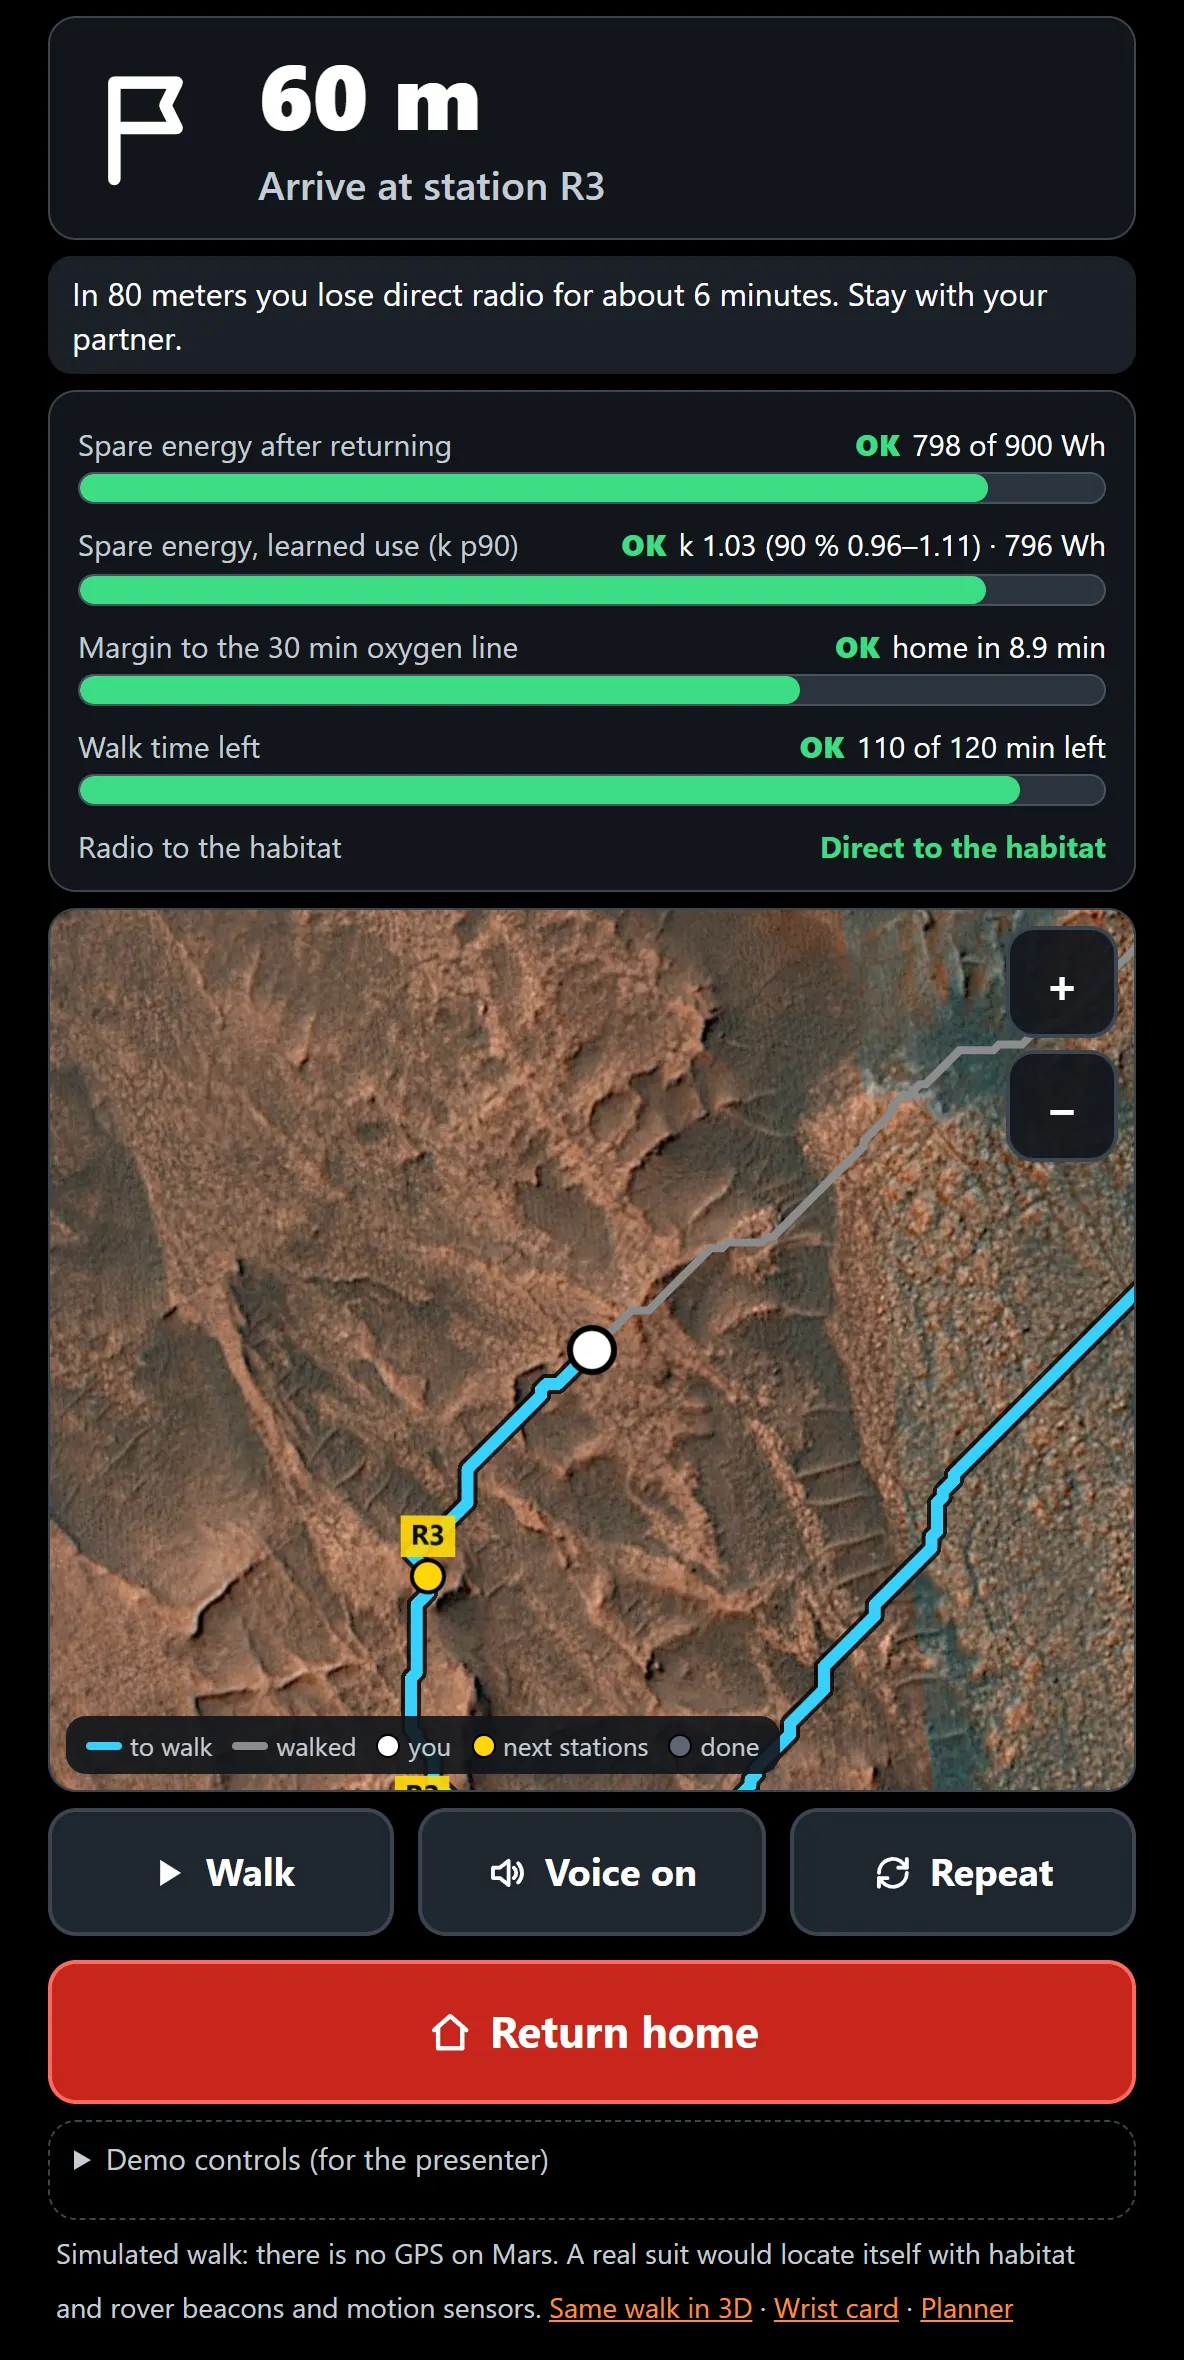 60 m
Arrive at station R3
In 80 meters you lose direct radio for about 6 minutes. Stay with your
partner.
Spare energy after returning OK 798 of 900 Wh
Spare energy, learned use (k p90) OK k 1.03 (90 % 0.96–1.11) · 796 Wh
Margin to the 30 min oxygen line OK home in 8.9 min
Walk time left OK 110 of 120 min left
Radio to the habitat Direct to the habitat
+
−
R3
to walk walked you next stations done
Walk Voice on Repeat
Return home
▶ Demo controls (for the presenter)
Simulated walk: there is no GPS on Mars. A real suit would locate itself with habitat
and rover beacons and motion sensors. Same walk in 3D · Wrist card · Planner